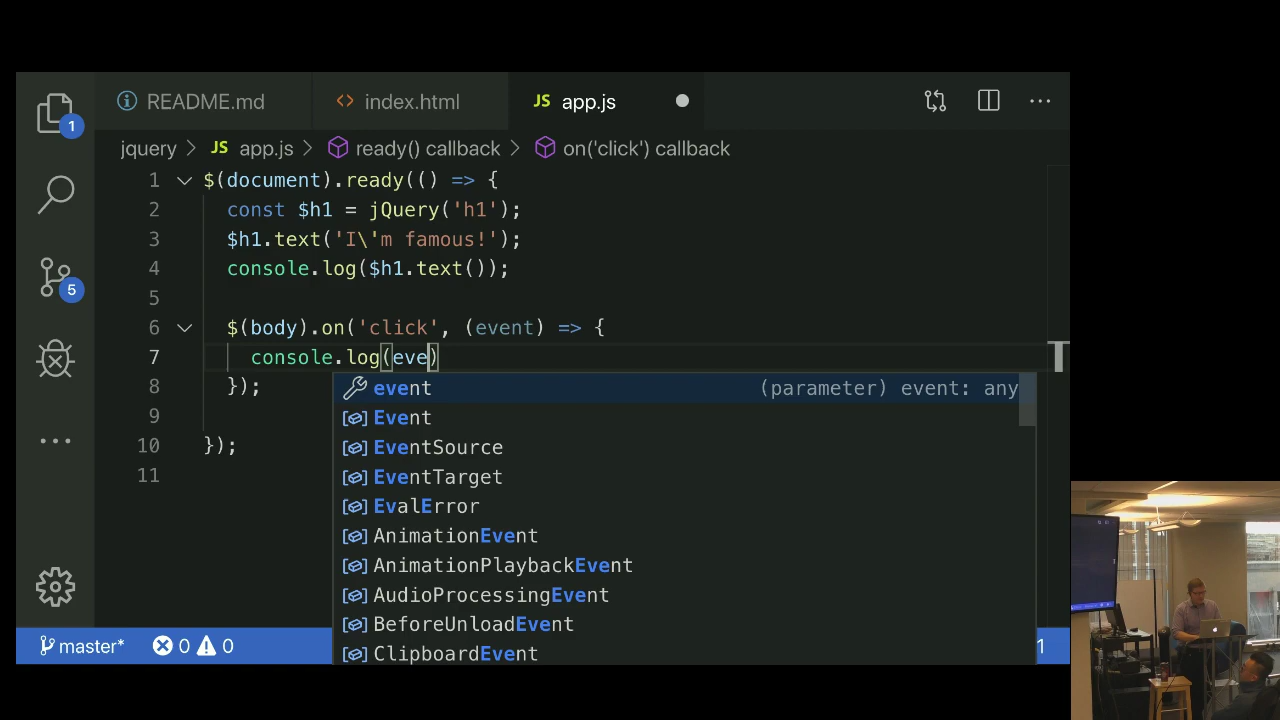 README.md
index.html
JS app.js
1
jquery > JS app.js > ready() callback > on('click') callback
1 $(document).ready(() => {
2 const $h1 = jQuery('h1');
3 $h1.text('I\'m famous!');
4 console.log($h1.text());
5
6 $(body).on('click', (event) => {
7 console.log(eve)
8 });
9
10 });
11
5
event (parameter) event: any
Event
EventSource
EventTarget
EvalError
AnimationEvent
AnimationPlaybackEvent
AudioProcessingEvent
BeforeUnloadEvent
ClipboardEvent
master* 0 0 1